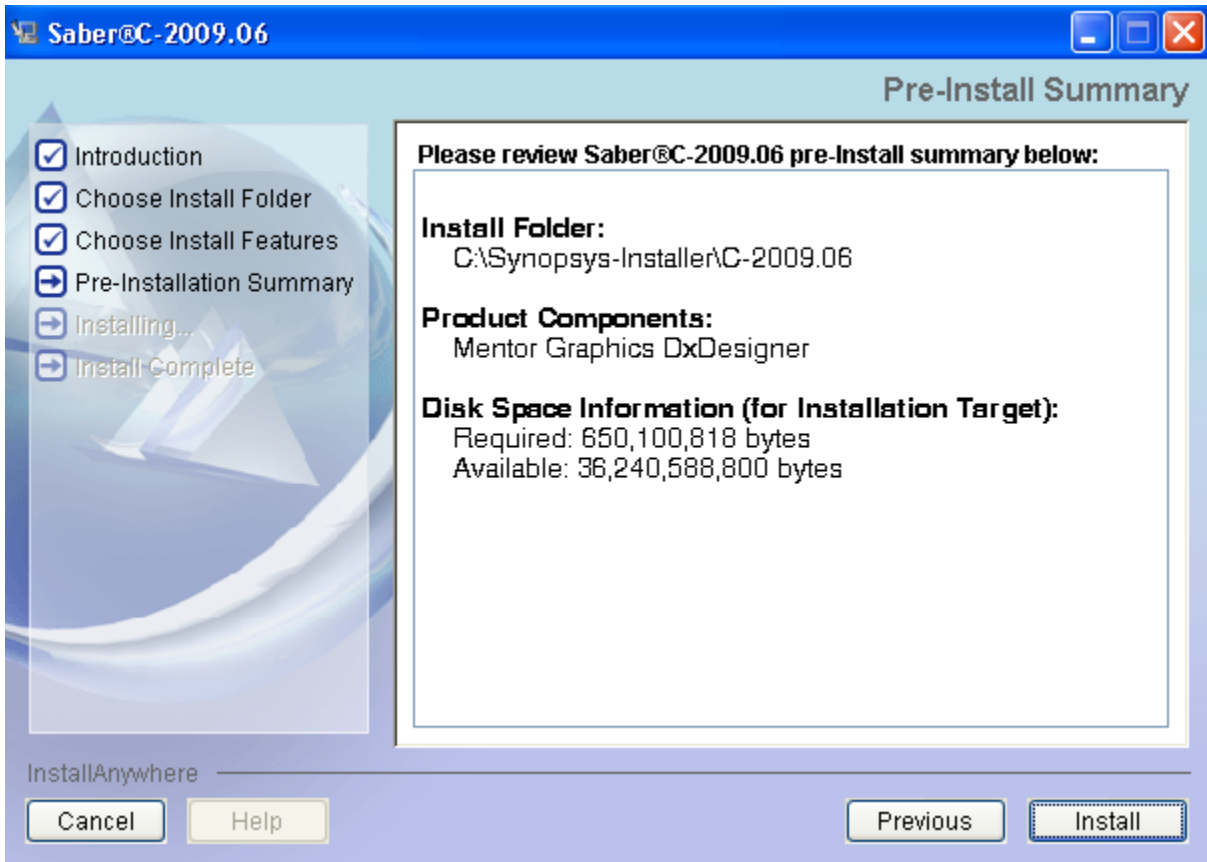 Saber®C-2009.06
Pre-Install Summary
Introduction
Choose Install Folder
Choose Install Features
Pre-Installation Summary
Installing...
Install Complete
Please review Saber®C-2009.06 pre-install summary below:
Install Folder:
C:\Synopsys-Installer\C-2009.06
Product Components:
Mentor Graphics DxDesigner
Disk Space Information (for Installation Target):
Required: 650,100,818 bytes
Available: 36,240,588,800 bytes
InstallAnywhere
Cancel
Help
Previous
Install